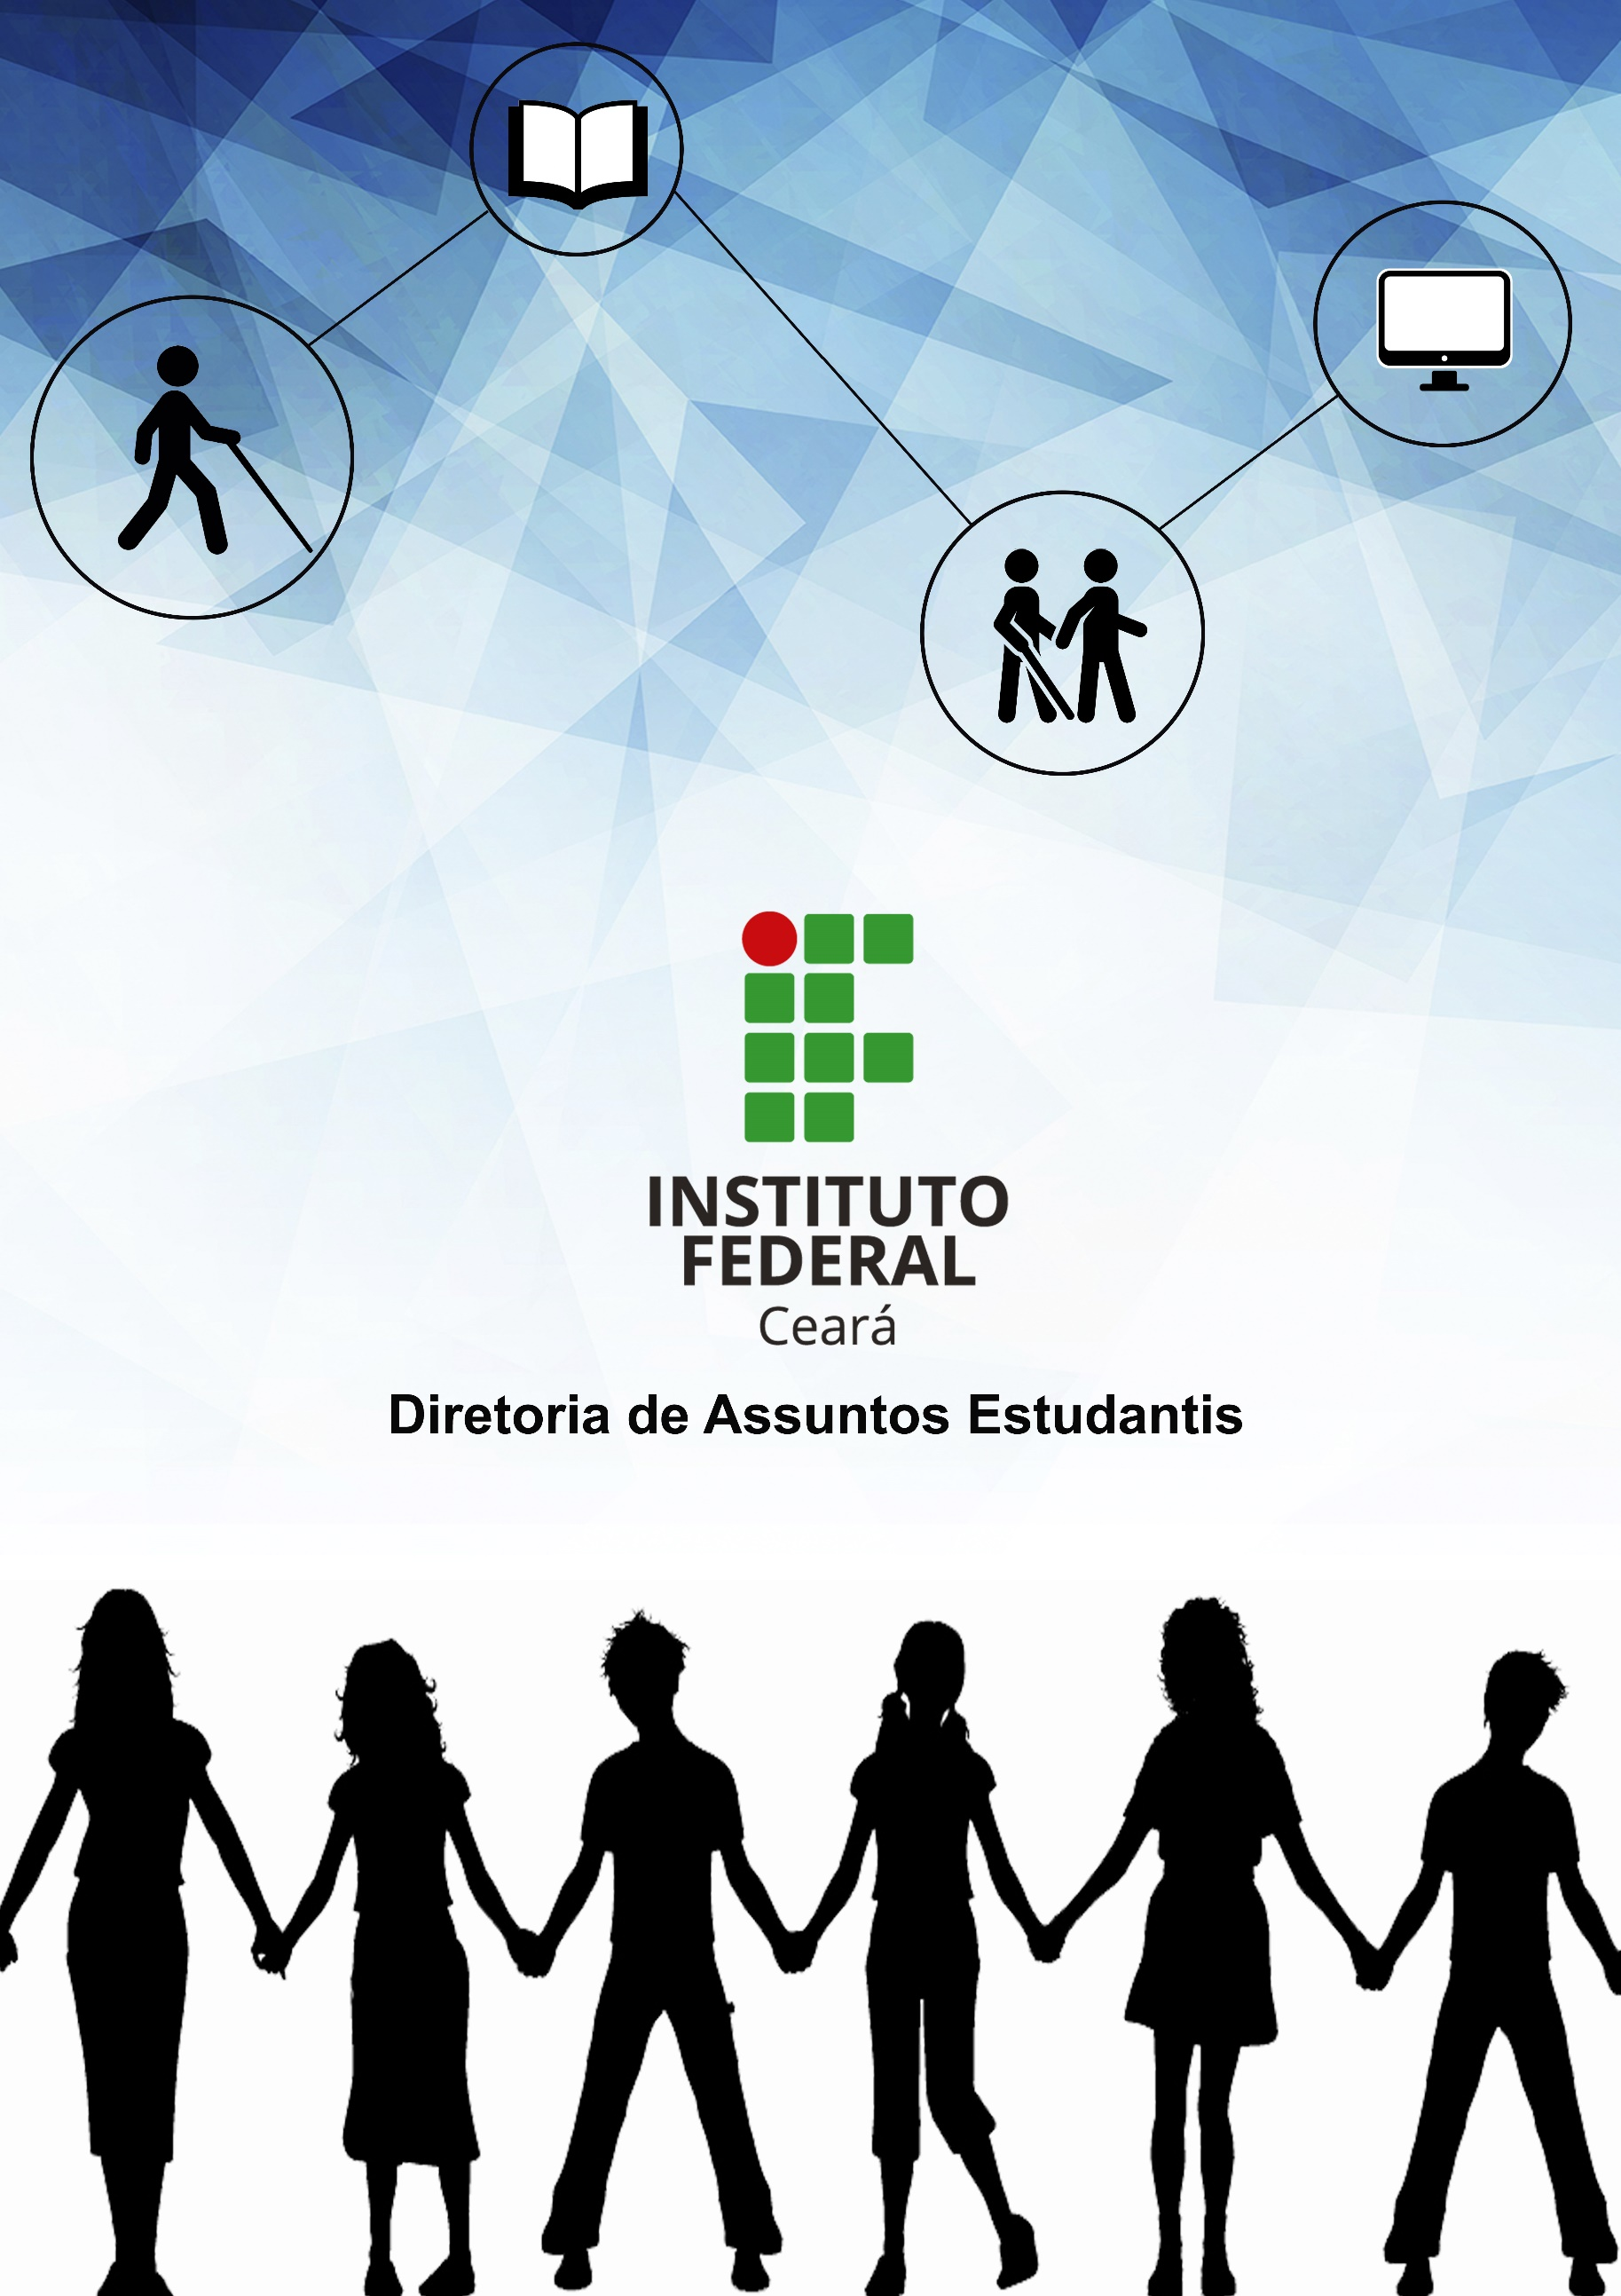 INSTITUTO
FEDERAL
Ceará
Diretoria de Assuntos Estudantis